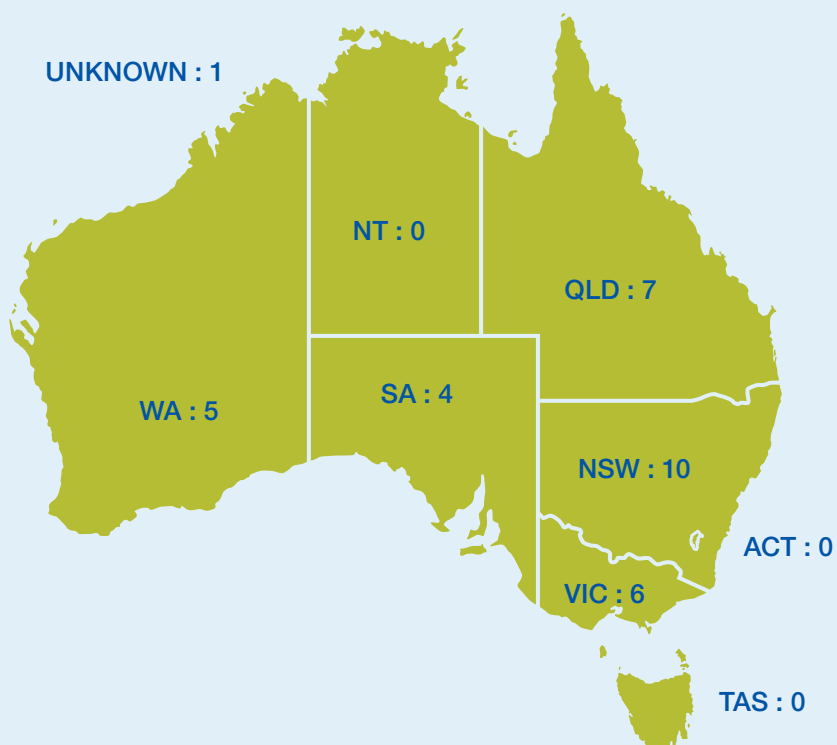 UNKNOWN : 1
NT : 0
QLD : 7
WA : 5
SA : 4
NSW : 10
ACT : 0
VIC : 6
TAS : 0